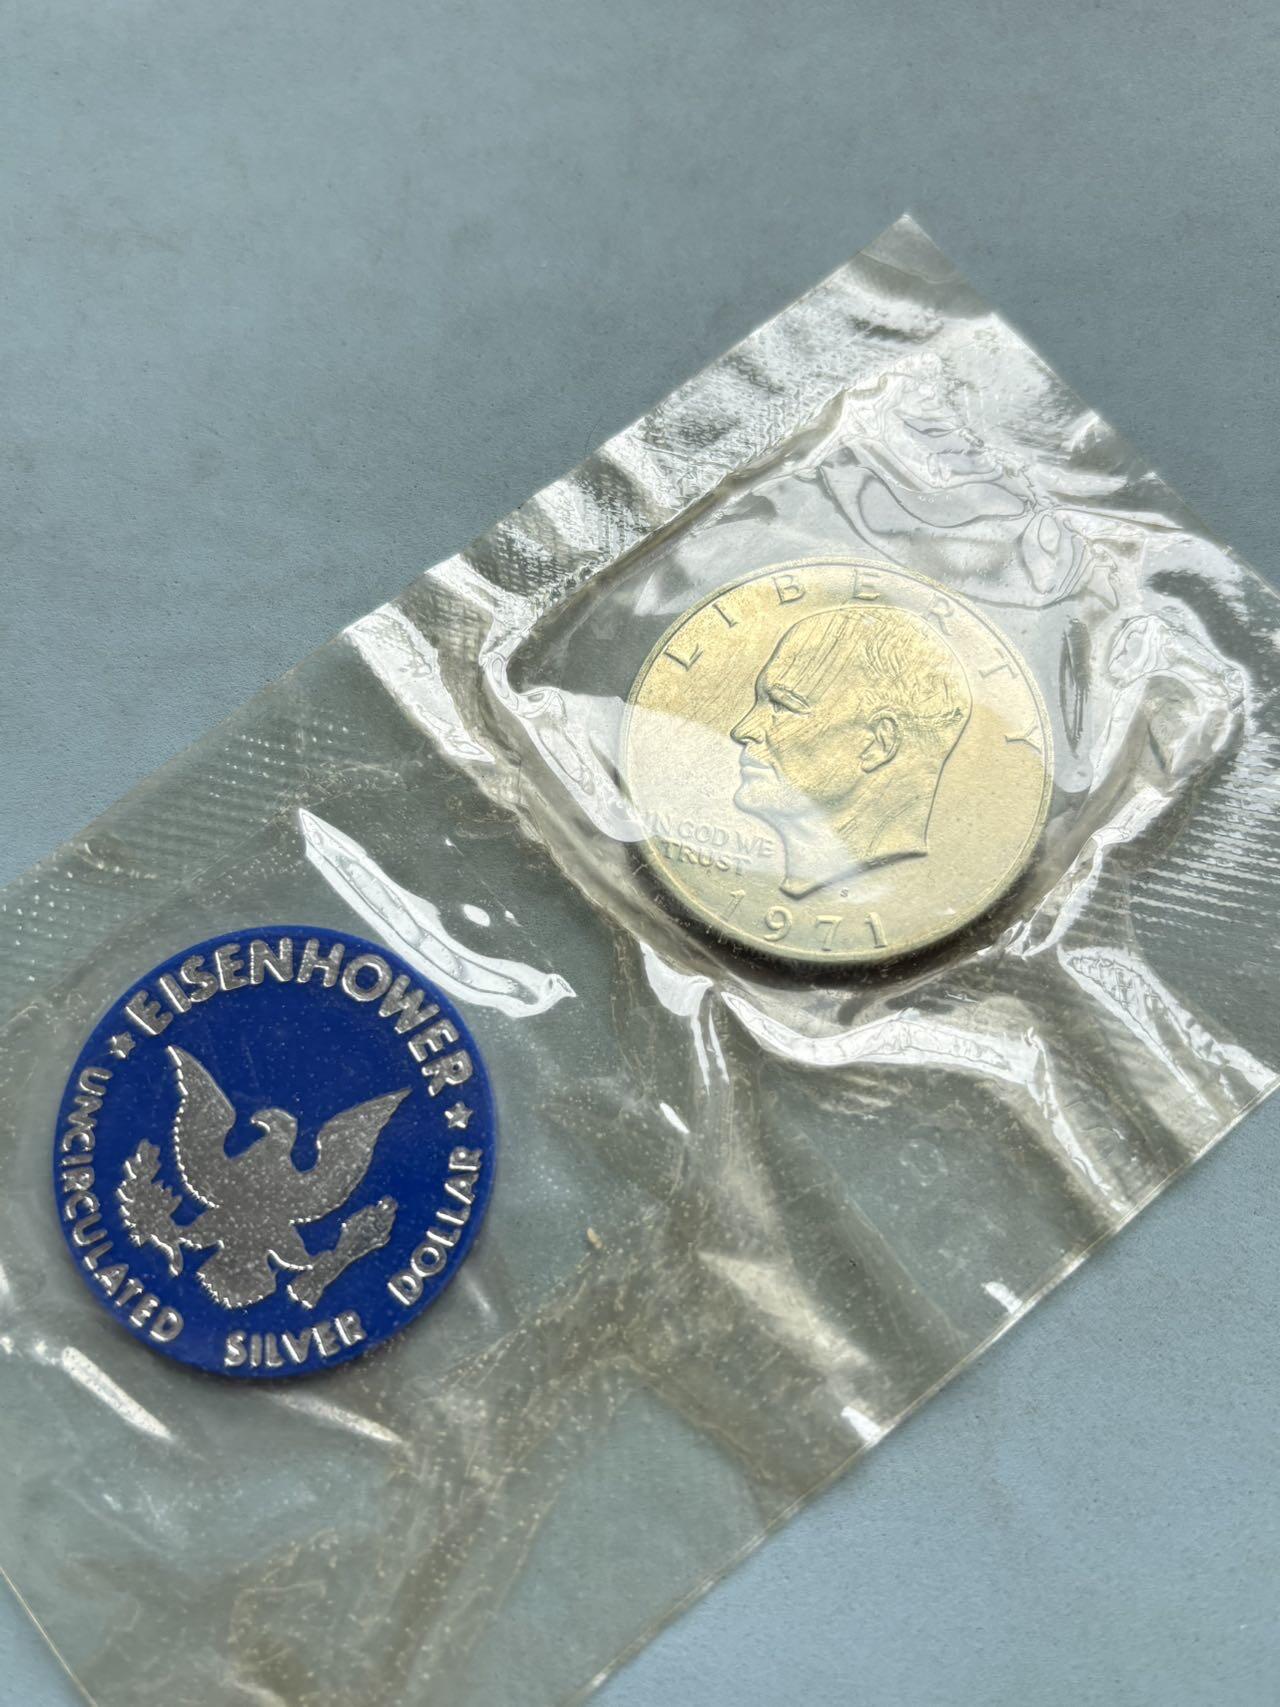 LIBERTY
IN GOD WE
TRUST
S
1971
EISENHOWER
UNCIRCULATED SILVER DOLLAR